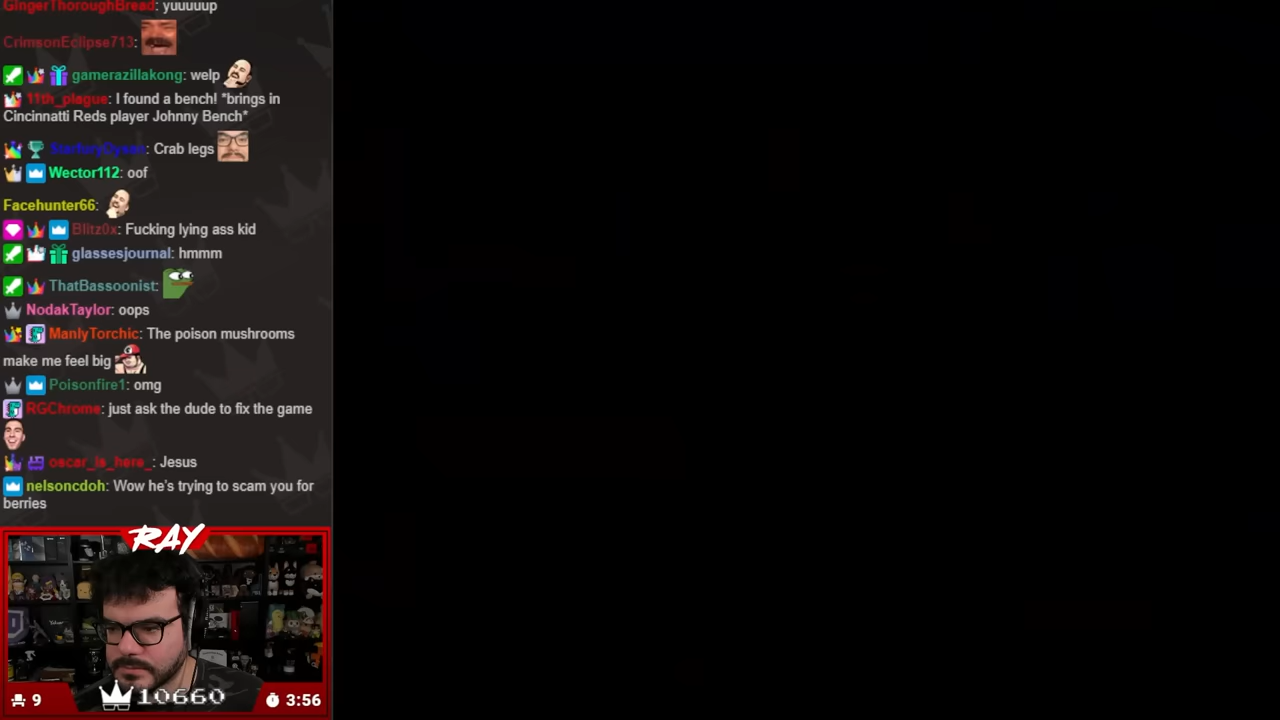 GingerThoroughBread: yuuuuup
CrimsonEclipse713:
gamerazillakong: welp
11th_plague: I found a bench! *brings in
Cincinnatti Reds player Johnny Bench*
StarfuryDysan: Crab legs
Wector112: oof
Facehunter66:
Blitz0x: Fucking lying ass kid
glassesjournal: hmmm
ThatBassoonist:
NodakTaylor: oops
ManlyTorchic: The poison mushrooms
make me feel big
Poisonfire1: omg
RGChrome: just ask the dude to fix the game
oscar_is_here_: Jesus
nelsoncdoh: Wow he's trying to scam you for
berries
RAY
9 10660 3:56